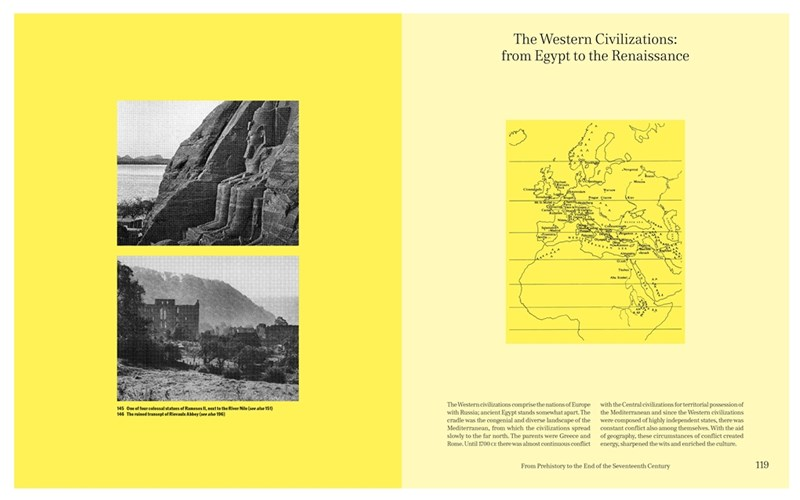 145 One of four colossal statues of Rameses II, next to the River Nile (see also 151)
146 The ruined transept of Rievaulx Abbey (see also 196)
The Western Civilizations:
from Egypt to the Renaissance
The Western civilizations comprise the nations of Europe
with Russia; ancient Egypt stands somewhat apart. The
cradle was the congenial and diverse landscape of the
Mediterranean, from which the civilizations spread
slowly to the far north. The parents were Greece and
Rome. Until 1700 CE there was almost continuous conflict
with the Central civilizations for territorial possession of
the Mediterranean and since the Western civilizations
were composed of highly independent states, there was
constant conflict also among themselves. With the aid
of geography, these circumstances of conflict created
energy, sharpened the wits and enriched the culture.
From Prehistory to the End of the Seventeenth Century
119